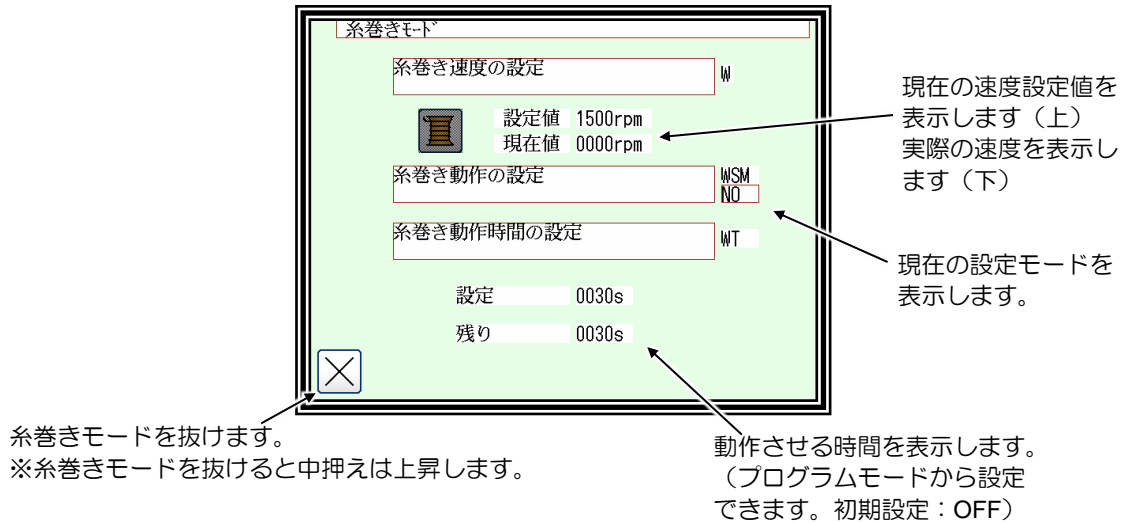 糸巻きﾓｰﾄﾞ
糸巻き速度の設定
W
設定値 1500rpm
現在値 0000rpm
糸巻き動作の設定
WSM
NO
糸巻き動作時間の設定
WT
設定 0030s
残り 0030s
現在の速度設定値を
表示します（上）
実際の速度を表示し
ます（下）
現在の設定モードを
表示します。
糸巻きモードを抜けます。
※糸巻きモードを抜けると中押えは上昇します。
動作させる時間を表示します。
（プログラムモードから設定
できます。初期設定：OFF）